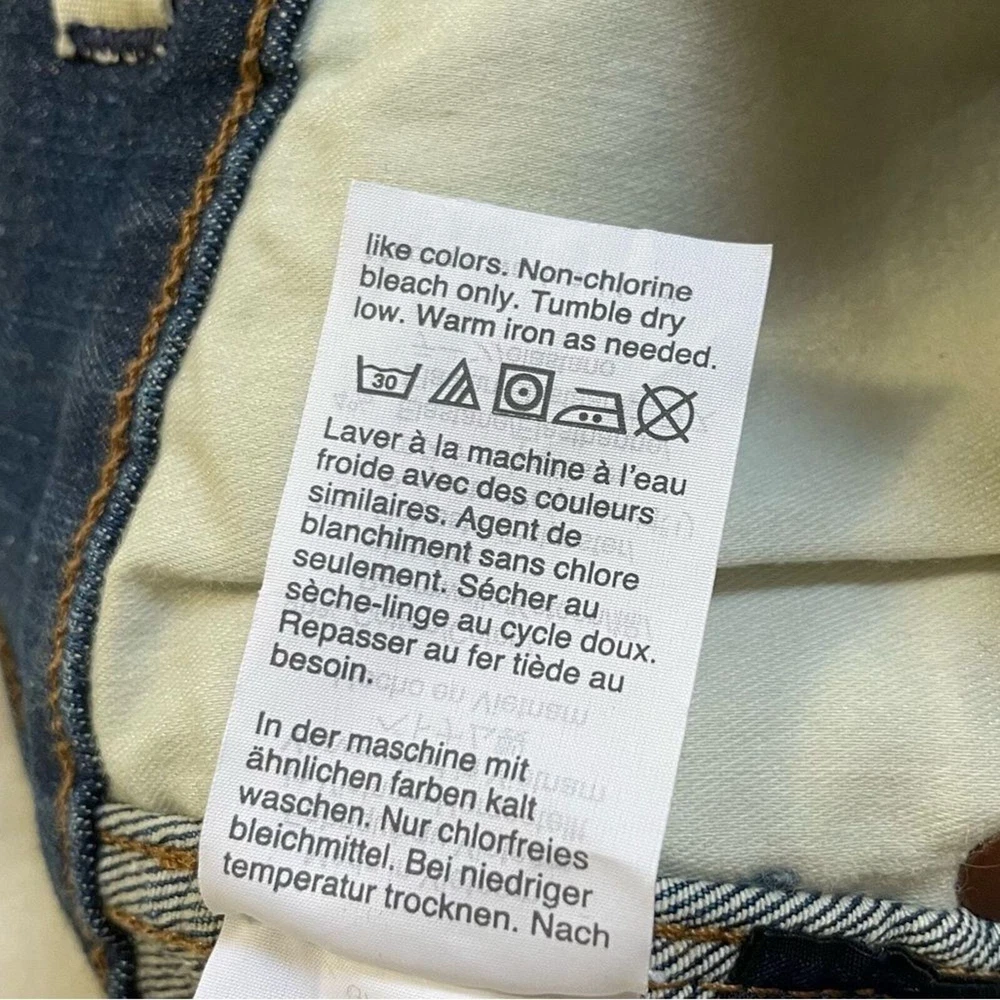 like colors. Non-chlorine
bleach only. Tumble dry
low. Warm iron as needed.
30
Laver à la machine à l'eau
froide avec des couleurs
similaires. Agent de
blanchiment sans chlore
seulement. Sécher au
sèche-linge au cycle doux.
Repasser au fer tiède au
besoin.
In der maschine mit
ähnlichen farben kalt
waschen. Nur chlorfreies
bleichmittel. Bei niedriger
temperatur trocknen. Nach